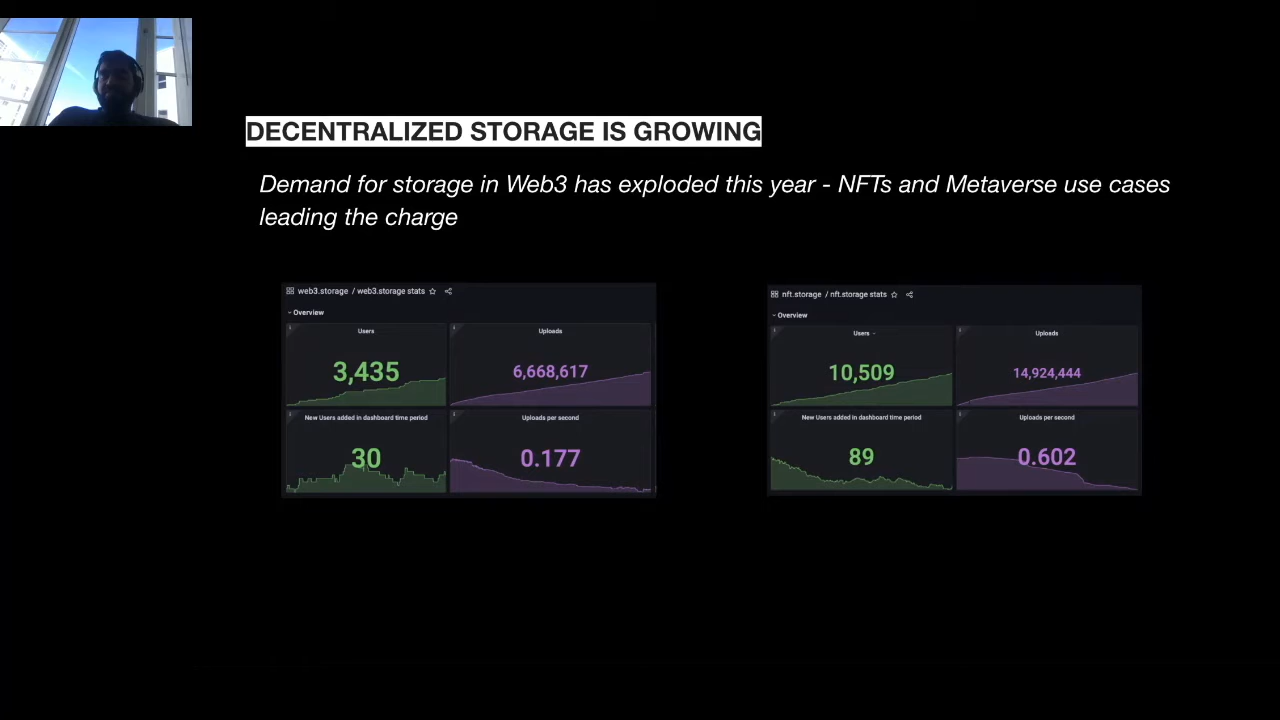 DECENTRALIZED STORAGE IS GROWING
Demand for storage in Web3 has exploded this year - NFTs and Metaverse use cases
leading the charge
web3.storage / web3.storage stats
Overview
Users
3,435
Uploads
6,668,617
New Users added in dashboard time period
30
Uploads per second
0.177
nft.storage / nft.storage stats
Overview
Users
10,509
Uploads
14,924,444
New Users added in dashboard time period
89
Uploads per second
0.602